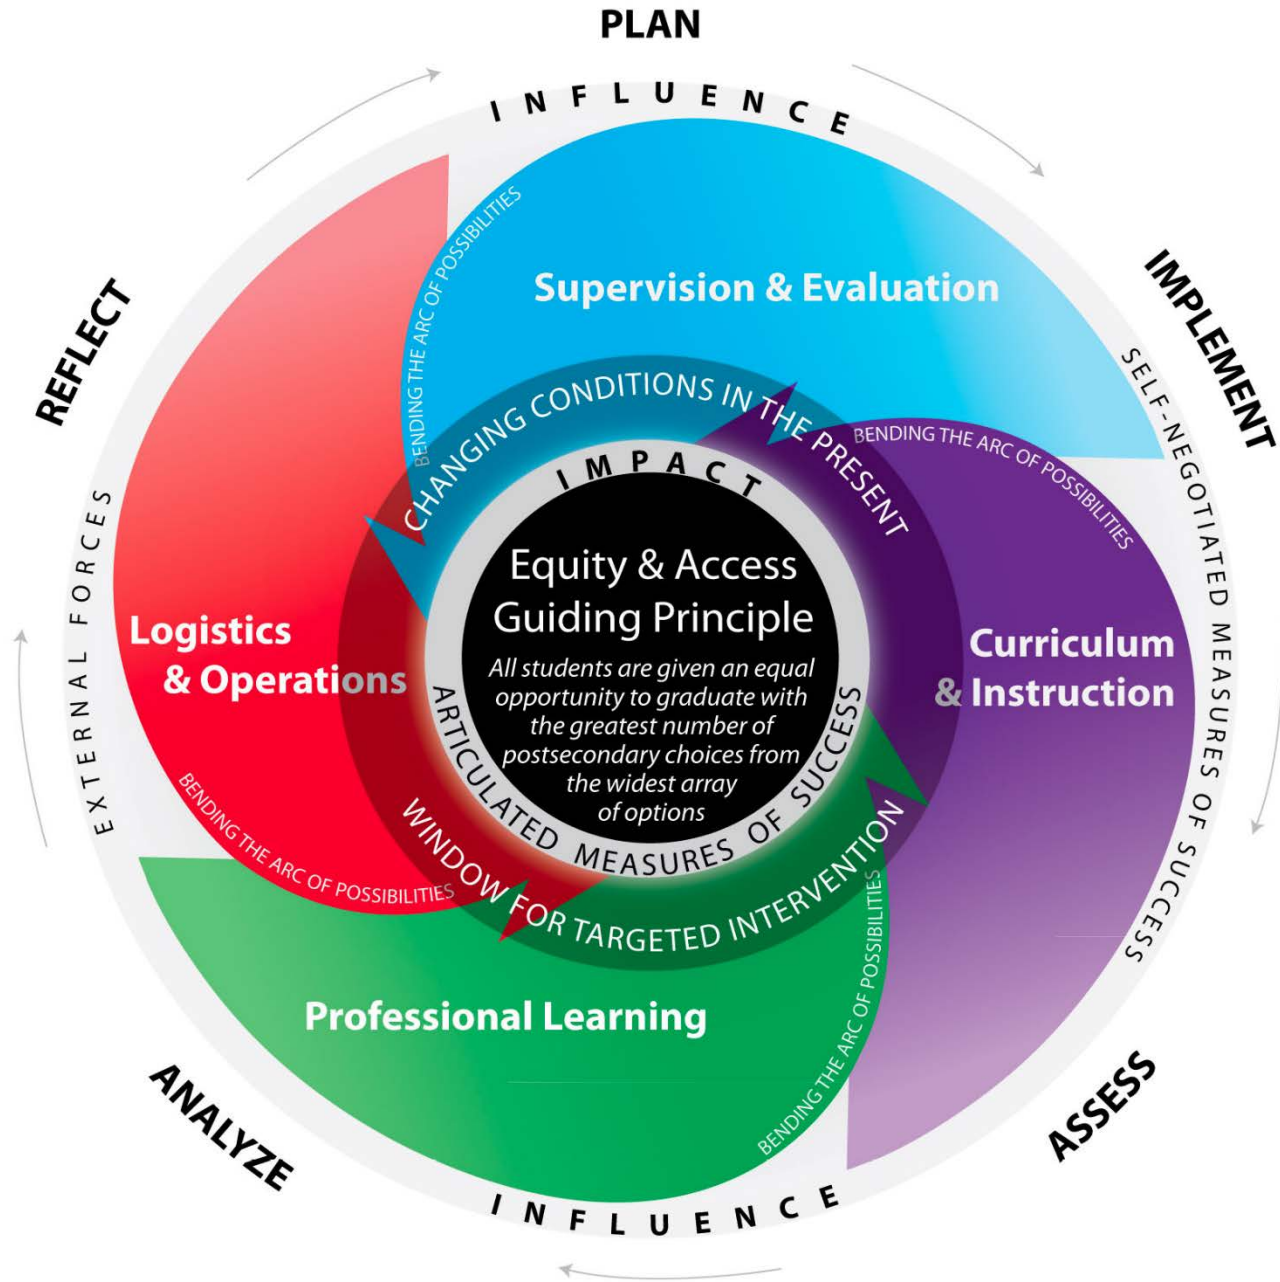 PLAN
INFLUENCE
BENDING THE ARC OF POSSIBILITIES
Supervision & Evaluation
IMPLEMENT
SELF-NEGOTIATED MEASURES OF SUCCESS
REFLECT
EXTERNAL FORCES
CHANGING CONDITIONS IN THE PRESENT
BENDING THE ARC OF POSSIBILITIES
IMPACT
Equity & Access
Guiding Principle
All students are given an equal
opportunity to graduate with
the greatest number of
postsecondary choices from
the widest array
of options
ARTICULATED MEASURES OF SUCCESS
Logistics
& Operations
Curriculum
& Instruction
BENDING THE ARC OF POSSIBILITIES
WINDOW FOR TARGETED INTERVENTION
Professional Learning
BENDING THE ARC OF POSSIBILITIES
ANALYZE
ASSESS
INFLUENCE